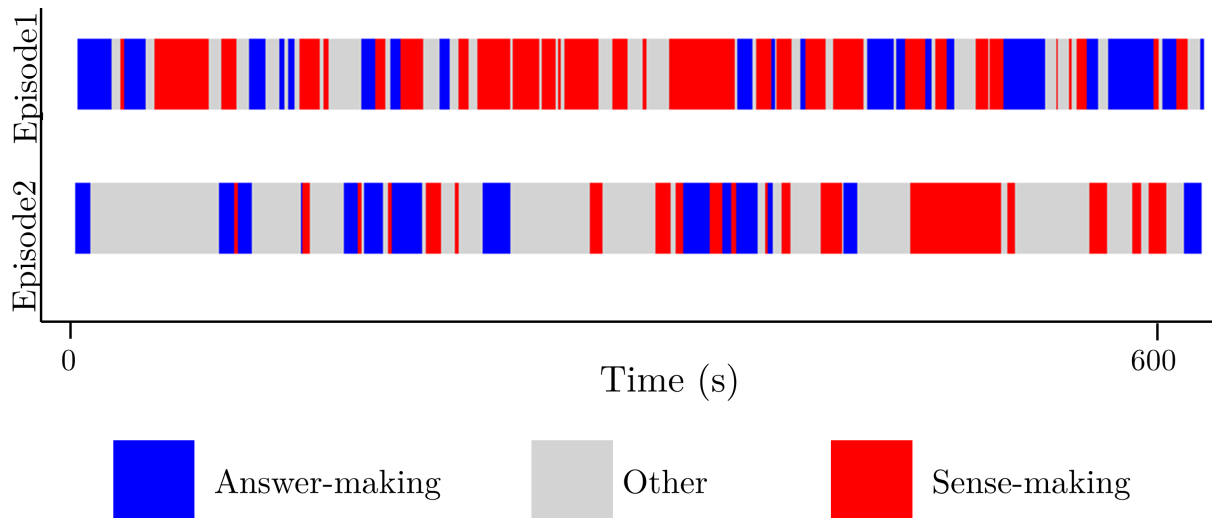 Episode1
Episode2
0
600
Time (s)
Answer-making
Other
Sense-making